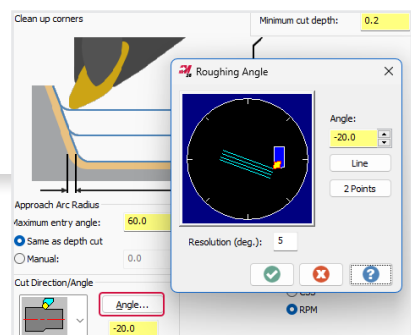 Clean up corners
Minimum cut depth: 0.2
Roughing Angle
Angle:
-20.0
Line
2 Points
Resolution (deg.): 5
Approach Arc Radius
Maximum entry angle: 60.0
Same as depth cut
Manual: 0.0
Cut Direction/Angle
Angle...
-20.0
RPM